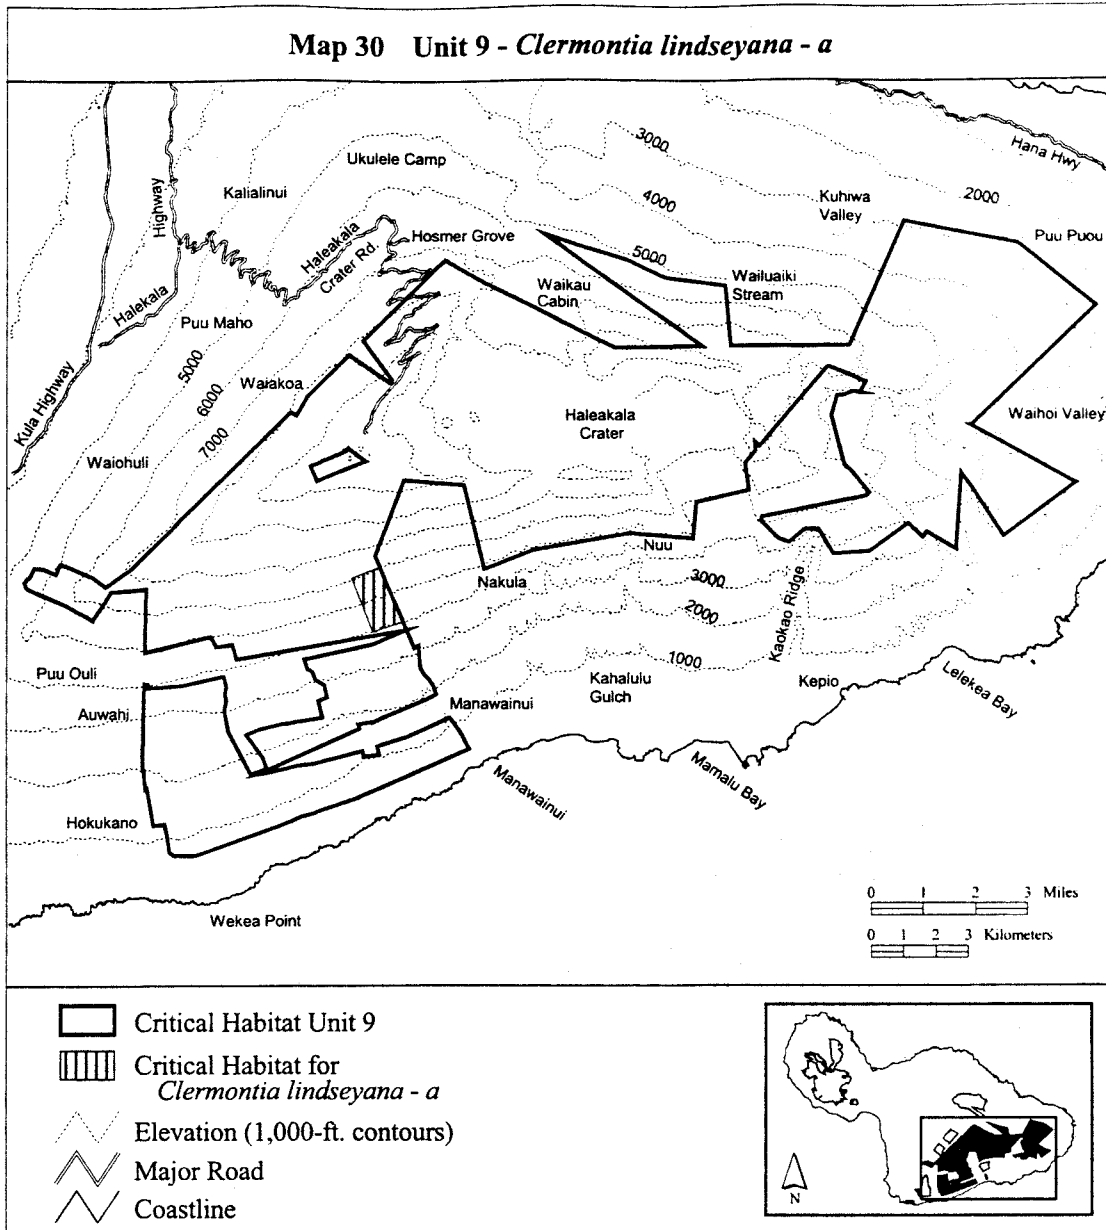 Map 30 Unit 9 - Clermontia lindseyana - a
Hana Hwy
3000
Ukulele Camp
Kalialinui
2000
4000
Kuhiwa
Valley
Highway
Haleakala
Crater Rd.
Hosmer Grove
Puu Puou
5000
Wailuaiki
Stream
Waikau
Cabin
Halekala
Puu Maho
5000
Waiakoa
6000
Kula Highway
7000
Haleakala
Crater
Waihoi Valley
Waiohuli
Nuu
Nakula
3000
Kaokao Ridge
2000
1000
Puu Ouli
Kahalulu
Gulch
Kepio
Lelekea Bay
Auwahi
Manawainui
Mamalu Bay
Manawainui
Hokukano
Wekea Point
0 1 2 3 Miles
0 1 2 3 Kilometers
Critical Habitat Unit 9
Critical Habitat for
Clermontia lindseyana - a
Elevation (1,000-ft. contours)
Major Road
Coastline
N